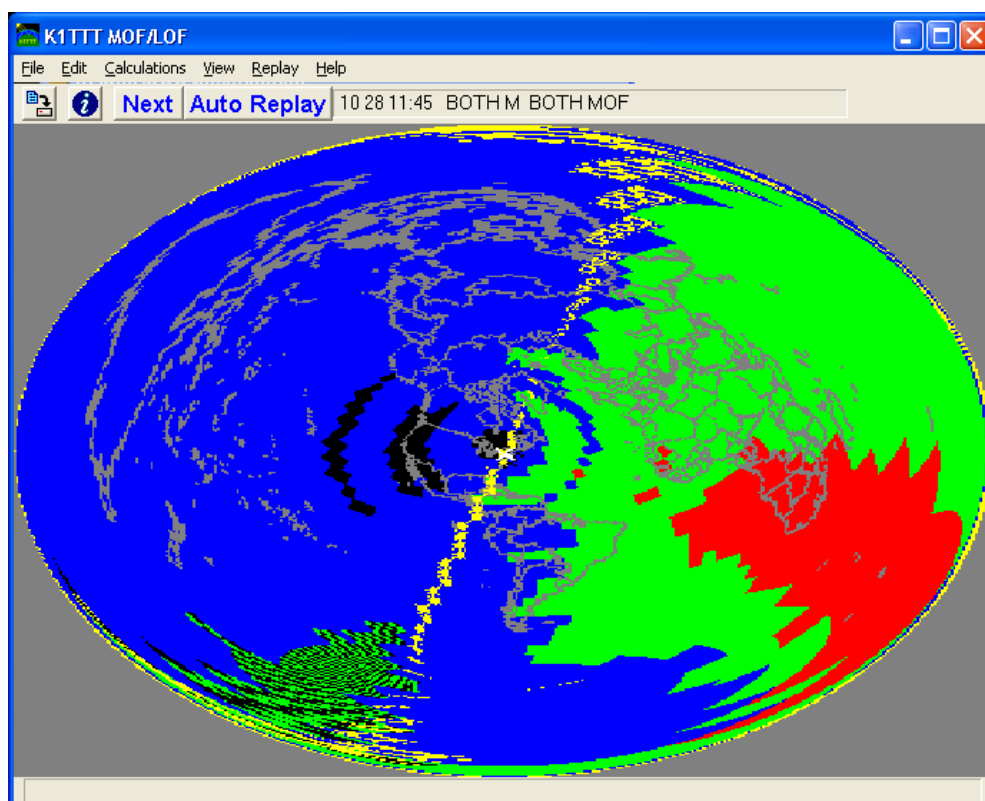 K1TTT MOF/LOF
File Edit Calculations View Replay Help
Next Auto Replay 10 28 11:45 BOTH M BOTH MOF